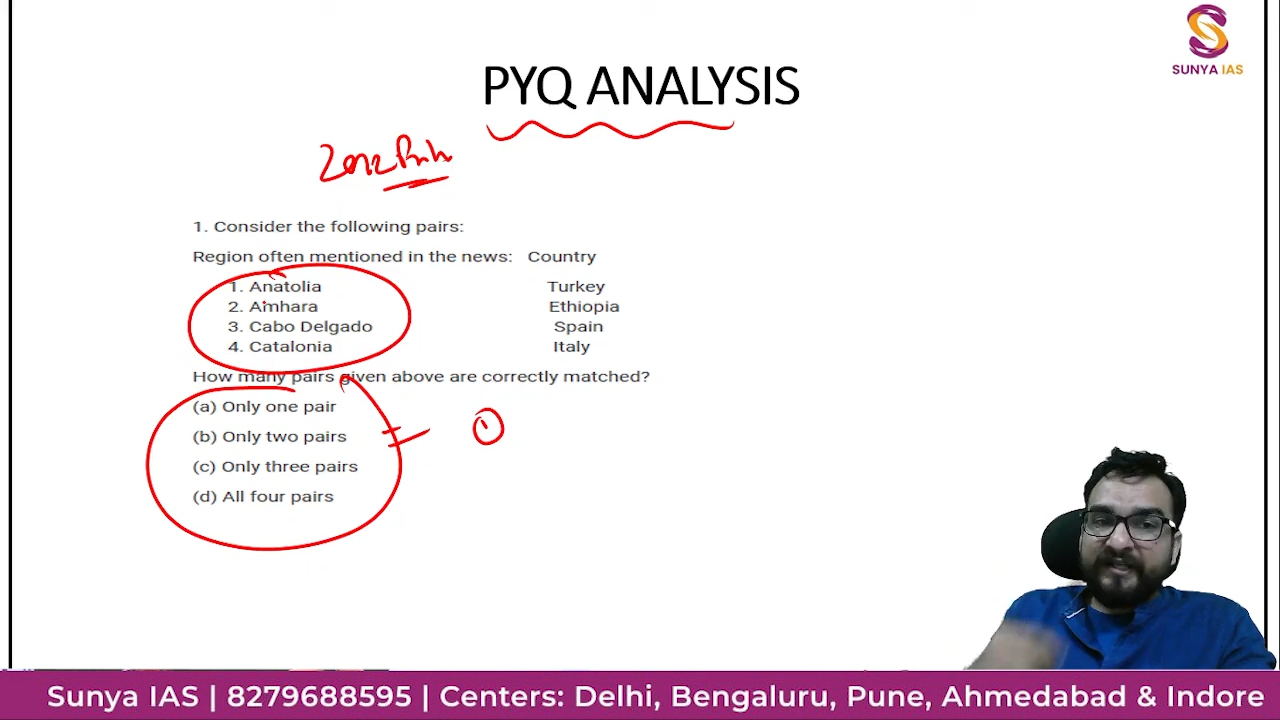 SUNYA IAS
PYQ ANALYSIS
1. Consider the following pairs:
Region often mentioned in the news: Country
1. Anatolia Turkey
2. Amhara Ethiopia
3. Cabo Delgado Spain
4. Catalonia Italy
How many pairs given above are correctly matched?
(a) Only one pair
(b) Only two pairs
(c) Only three pairs
(d) All four pairs
Sunya IAS | 8279688595 | Centers: Delhi, Bengaluru, Pune, Ahmedabad & Indore